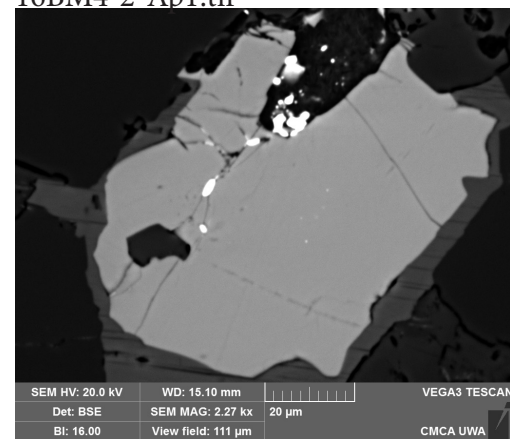 16BM4-2 Ap1.tif
SEM HV: 20.0 kV WD: 15.10 mm VEGA3 TESCAN
Det: BSE SEM MAG: 2.27 kx 20 µm
BI: 16.00 View field: 111 µm CMCA UWA